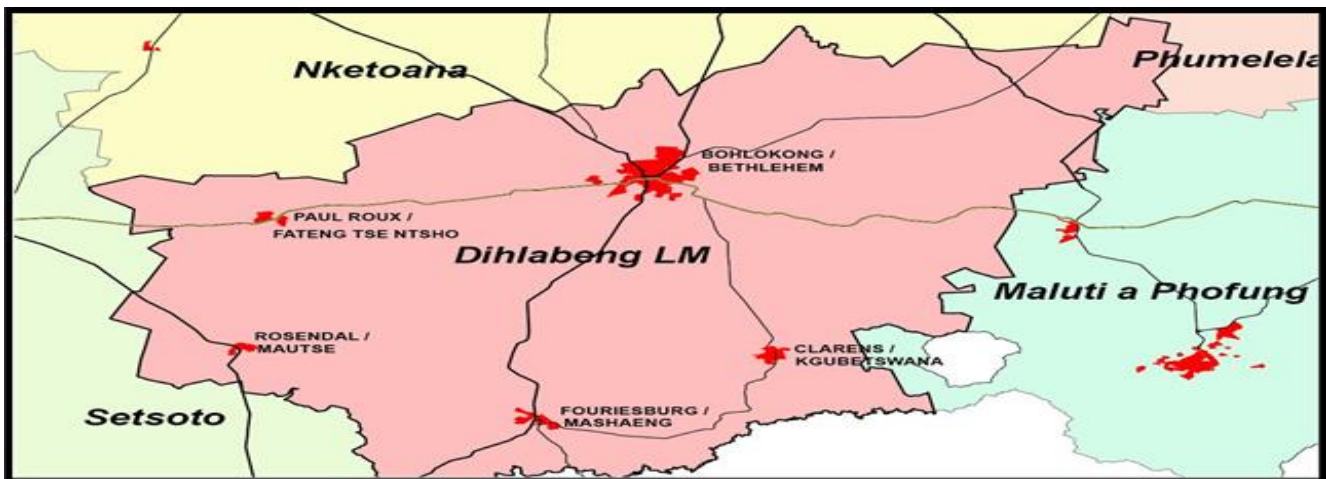 Nketoana
Phumelela
BOHLOKONG /
BETHLEHEM
PAUL ROUX /
FATENG TSE NTSHO
Dihlabeng LM
Maluti a Phofung
ROSENDAL /
MAUTSE
CLARENS /
KGUBETSWANA
Setsoto
FOURIESBURG /
MASHAENG